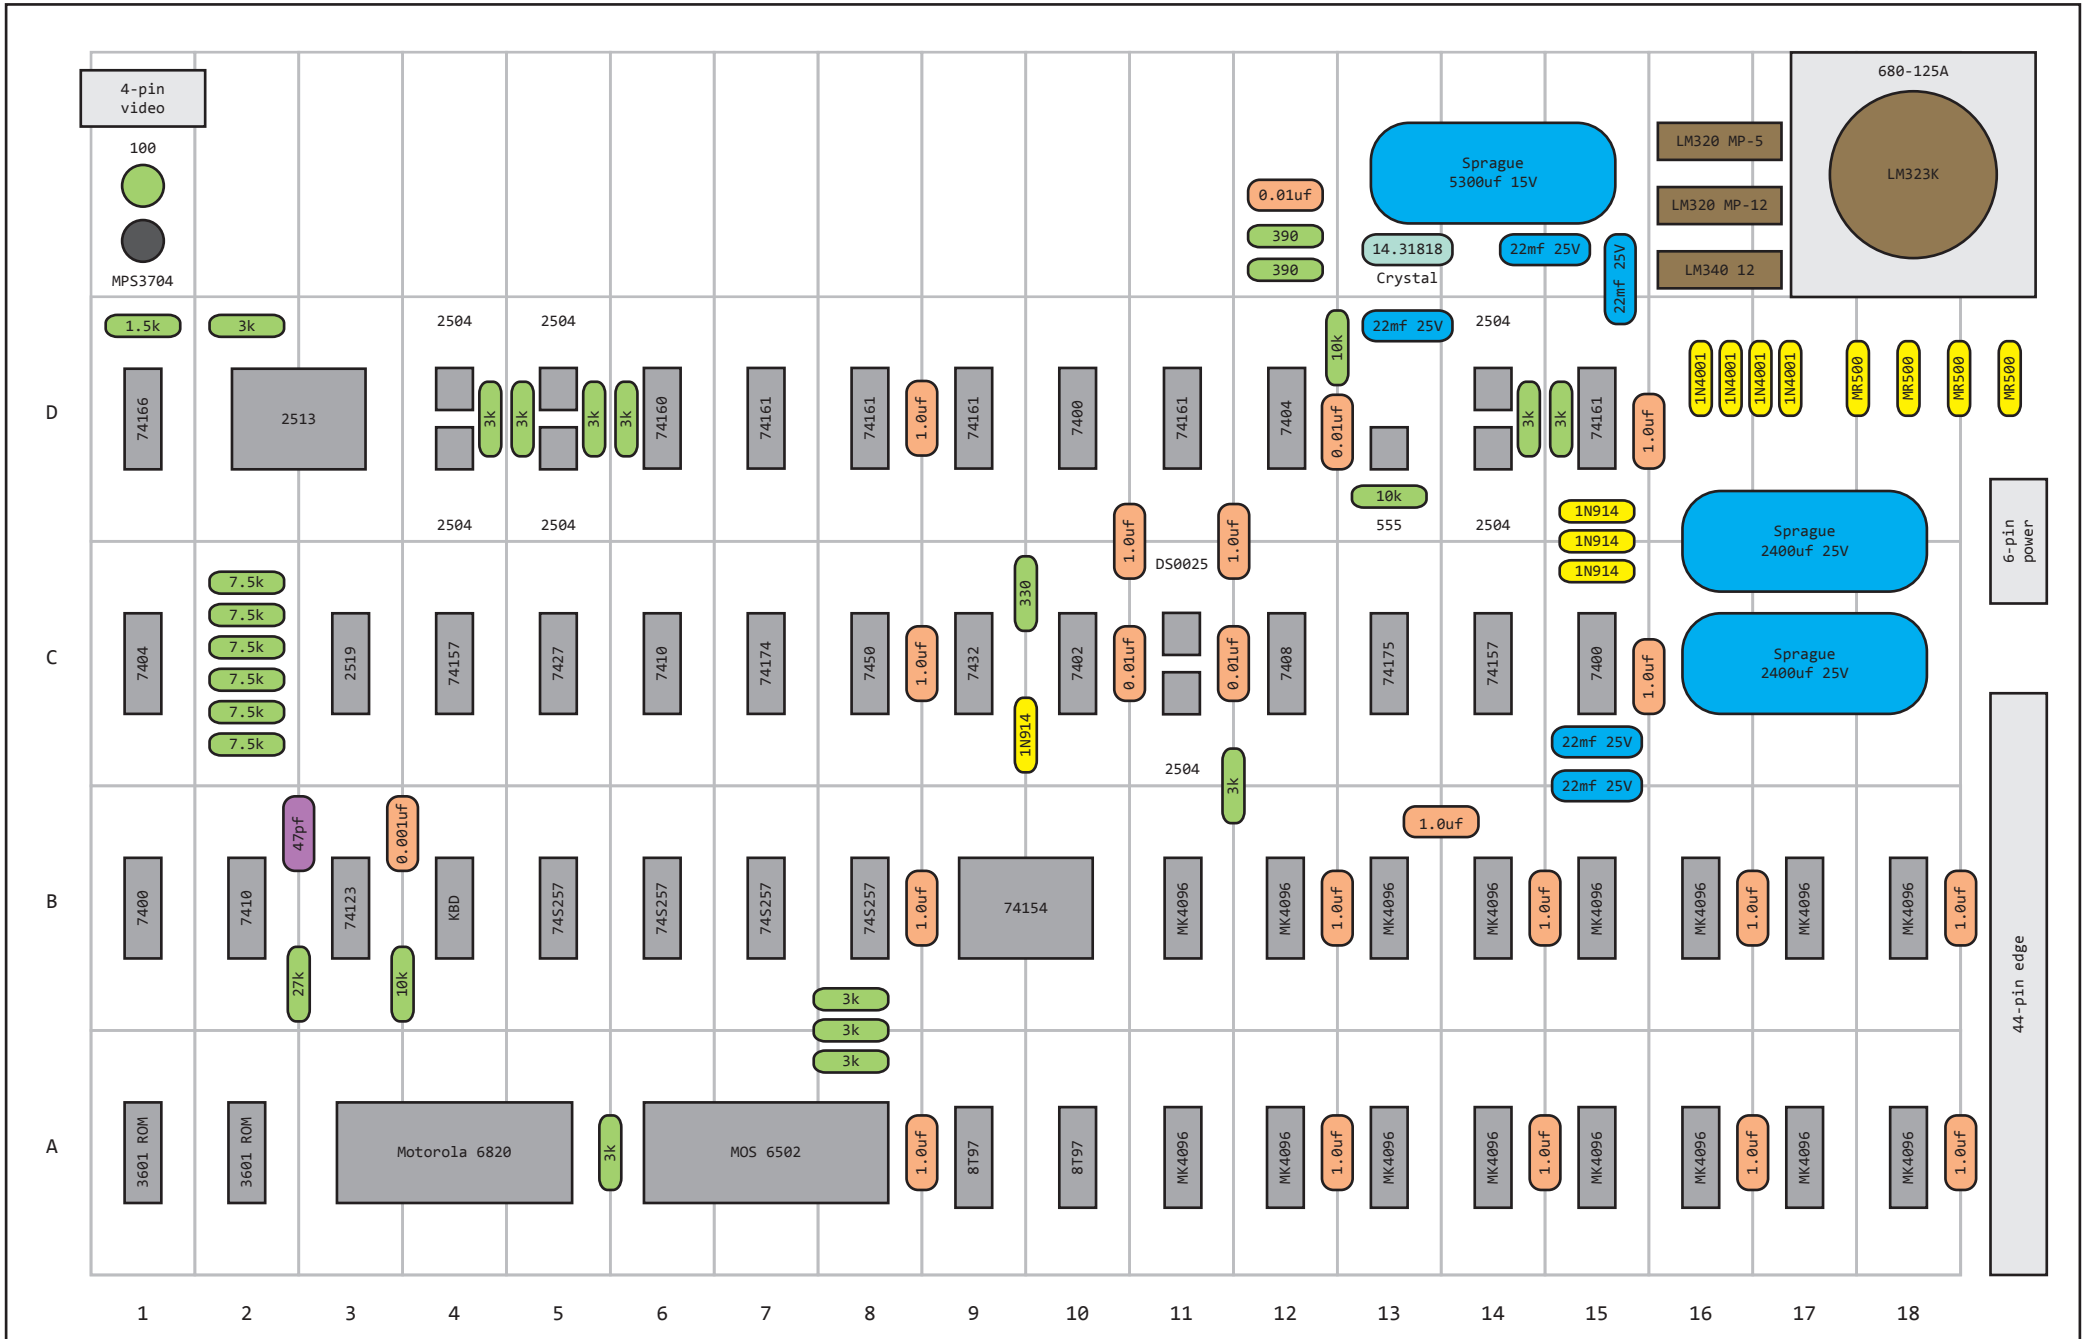 4-pin
video
100
MPS3704
0.01uf
390
390
Sprague
5300uf 15V
14.31818
Crystal
22mf 25V
22mf 25V
LM320 MP-5
LM320 MP-12
LM340 12
680-125A
LM323K
1.5k
3k
2504
2504
10k
22mf 25V
2504
D
74166
2513
3k
3k
3k
3k
74160
74161
74161
1.0uf
74161
7400
74161
7404
0.01uf
3k
3k
74161
1.0uf
1N4001
1N4001
1N4001
1N4001
MR500
MR500
MR500
MR500
10k
2504
2504
555
2504
1.0uf
1.0uf
DS0025
1N914
1N914
1N914
Sprague
2400uf 25V
6-pin
power
C
7404
7.5k
7.5k
7.5k
7.5k
7.5k
7.5k
2519
74157
7427
7410
74174
7450
1.0uf
7432
330
1N914
7402
0.01uf
0.01uf
7408
74175
74157
7400
1.0uf
Sprague
2400uf 25V
2504
3k
22mf 25V
22mf 25V
47pf
0.001uf
1.0uf
B
7400
7410
74123
KBD
74S257
74S257
74S257
74S257
1.0uf
74154
MK4096
MK4096
1.0uf
MK4096
MK4096
1.0uf
MK4096
MK4096
1.0uf
MK4096
MK4096
1.0uf
44-pin edge
27k
10k
3k
3k
3k
A
3601 ROM
3601 ROM
Motorola 6820
3k
MOS 6502
1.0uf
8T97
8T97
MK4096
MK4096
1.0uf
MK4096
MK4096
1.0uf
MK4096
MK4096
1.0uf
MK4096
MK4096
1.0uf
1 2 3 4 5 6 7 8 9 10 11 12 13 14 15 16 17 18